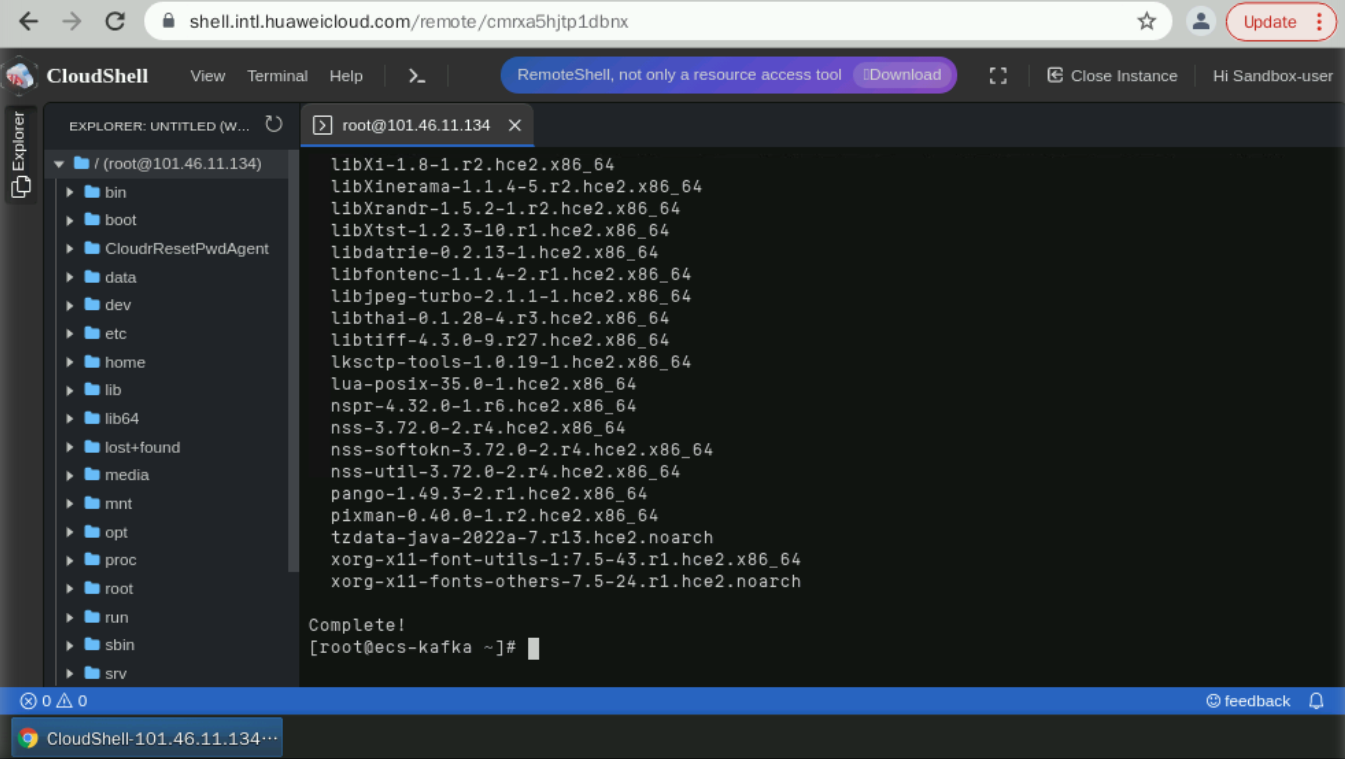 shell.intl.huaweicloud.com/remote/cmrxa5hjtp1dbnx
Update
CloudShell
View
Terminal
Help
RemoteShell, not only a resource access tool
Download
Close Instance
Hi Sandbox-user
Explorer
EXPLORER: UNTITLED (W...
root@101.46.11.134
/ (root@101.46.11.134)
bin
boot
CloudrResetPwdAgent
data
dev
etc
home
lib
lib64
lost+found
media
mnt
opt
proc
root
run
sbin
srv
libXi-1.8-1.r2.hce2.x86_64
libXinerama-1.1.4-5.r2.hce2.x86_64
libXrandr-1.5.2-1.r2.hce2.x86_64
libXtst-1.2.3-10.r1.hce2.x86_64
libdatrie-0.2.13-1.hce2.x86_64
libfontenc-1.1.4-2.r1.hce2.x86_64
libjpeg-turbo-2.1.1-1.hce2.x86_64
libthai-0.1.28-4.r3.hce2.x86_64
libtiff-4.3.0-9.r27.hce2.x86_64
lksctp-tools-1.0.19-1.hce2.x86_64
lua-posix-35.0-1.hce2.x86_64
nspr-4.32.0-1.r6.hce2.x86_64
nss-3.72.0-2.r4.hce2.x86_64
nss-softokn-3.72.0-2.r4.hce2.x86_64
nss-util-3.72.0-2.r4.hce2.x86_64
pango-1.49.3-2.r1.hce2.x86_64
pixman-0.40.0-1.r2.hce2.x86_64
tzdata-java-2022a-7.r13.hce2.noarch
xorg-x11-font-utils-1:7.5-43.r1.hce2.x86_64
xorg-x11-fonts-others-7.5-24.r1.hce2.noarch
Complete!
[root@ecs-kafka ~]#
0
0
feedback
CloudShell-101.46.11.134···